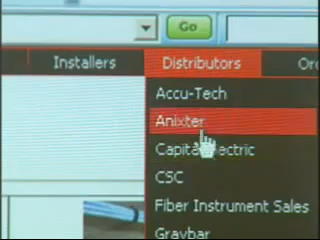 Go
Installers
Distributors
Accu-Tech
Anixter
CSC
Fiber Instrument Sales
Graybar